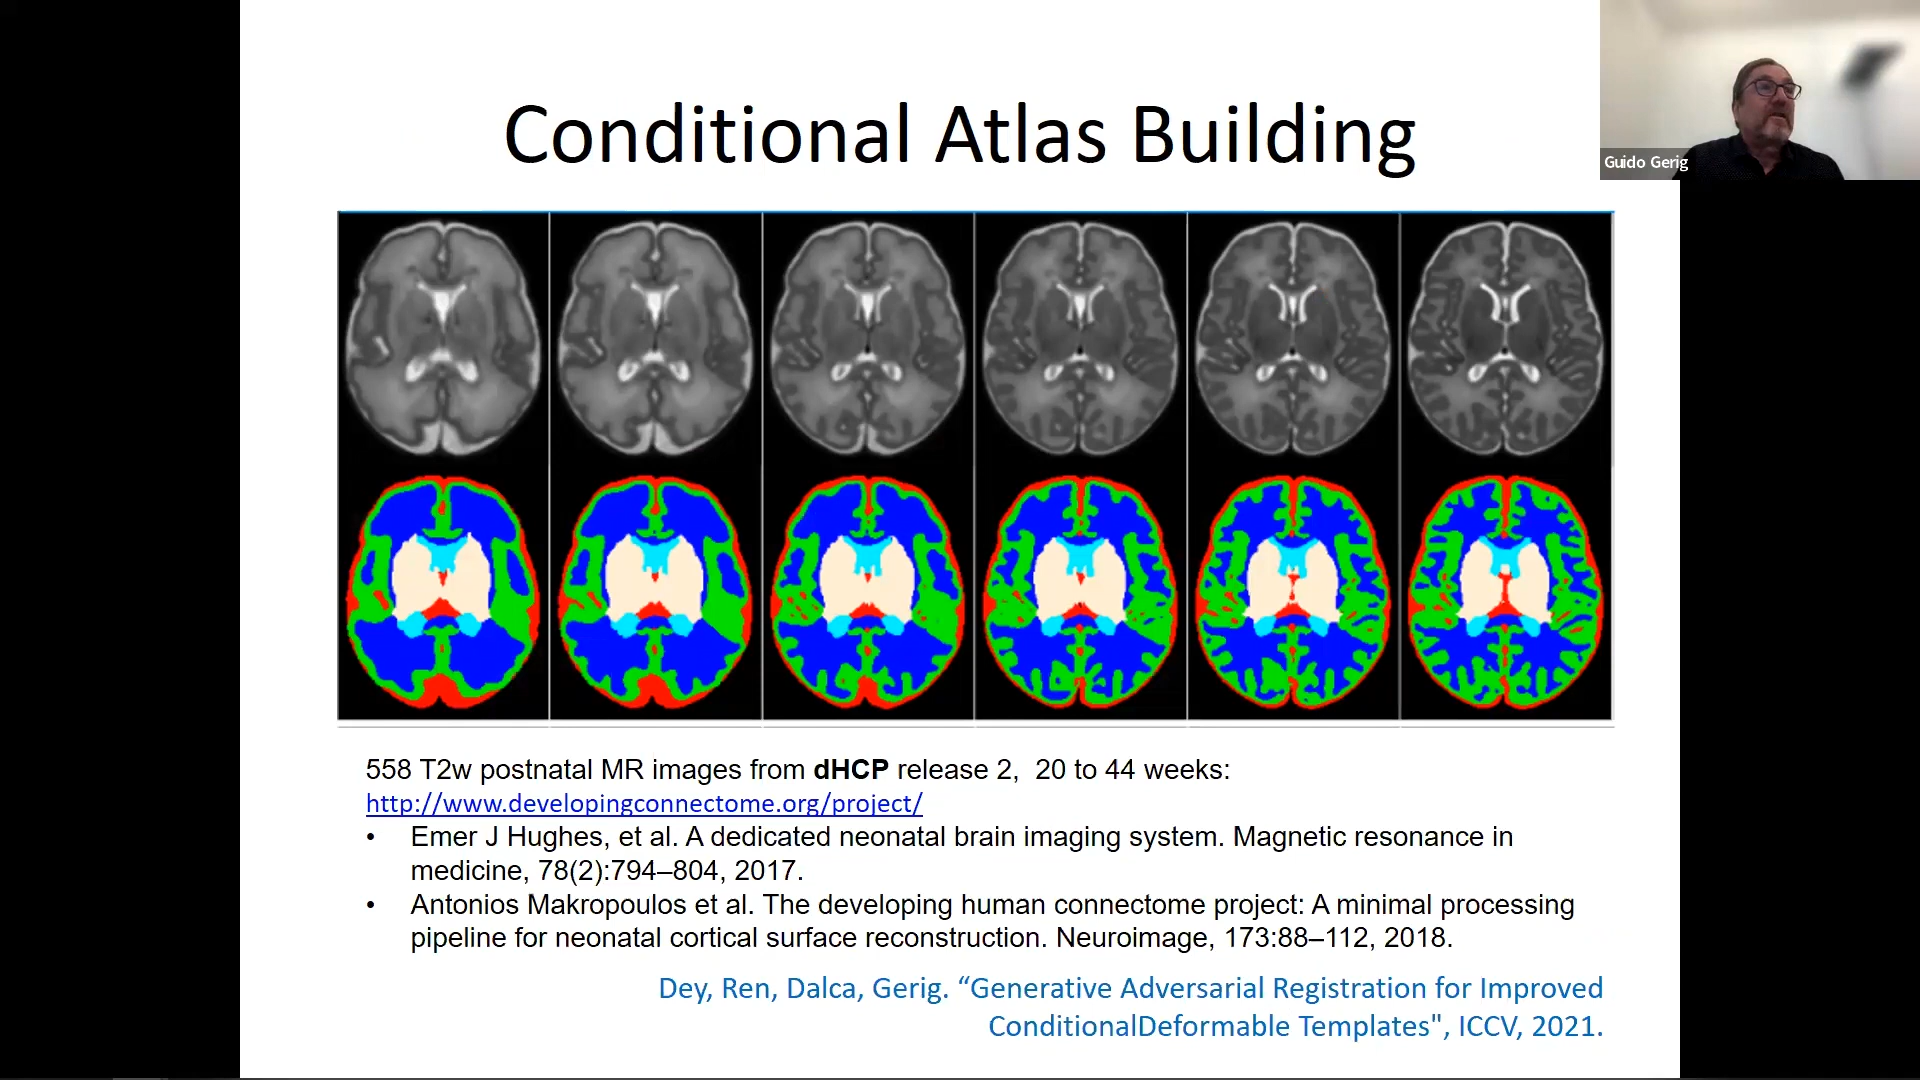 Conditional Atlas Building
Guido Gerig
558 T2w postnatal MR images from dHCP release 2, 20 to 44 weeks:
http://www.developingconnectome.org/project/
• Emer J Hughes, et al. A dedicated neonatal brain imaging system. Magnetic resonance in
medicine, 78(2):794–804, 2017.
• Antonios Makropoulos et al. The developing human connectome project: A minimal processing
pipeline for neonatal cortical surface reconstruction. Neuroimage, 173:88–112, 2018.
Dey, Ren, Dalca, Gerig. “Generative Adversarial Registration for Improved
ConditionalDeformable Templates", ICCV, 2021.